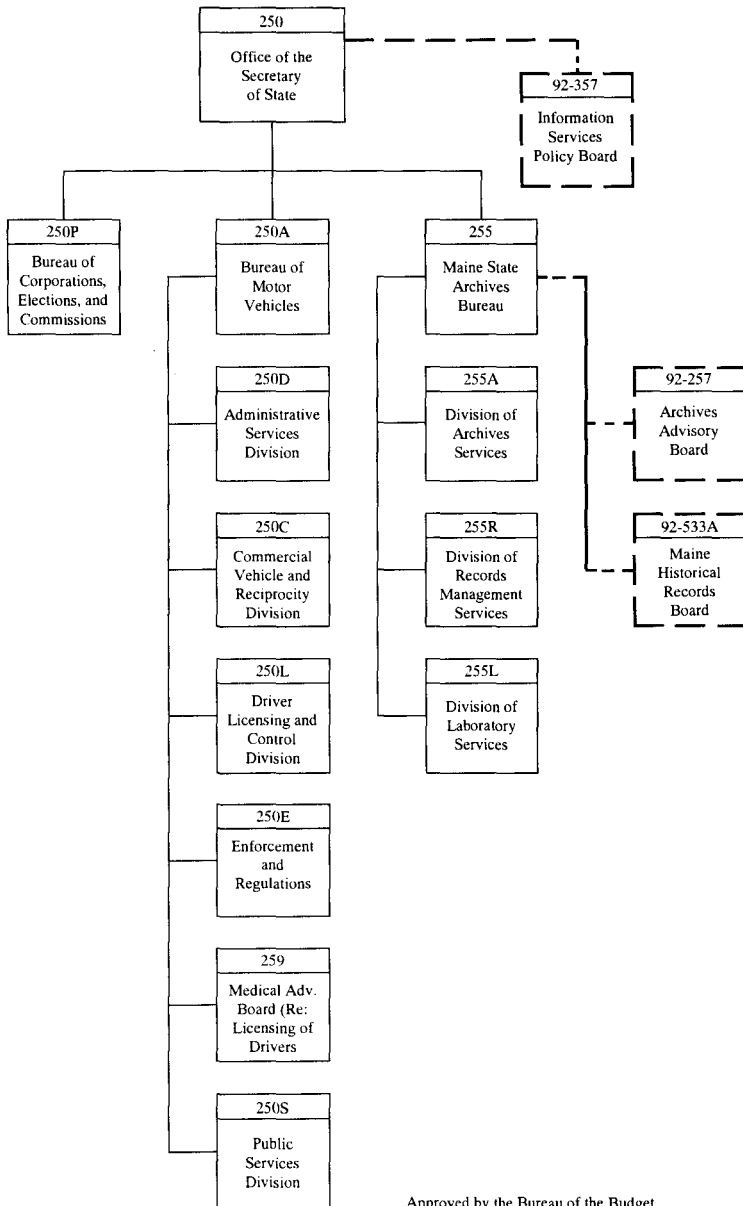 250
Office of the
Secretary
of State
92-357
Information
Services
Policy Board
250P
Bureau of
Corporations,
Elections, and
Commissions
250A
Bureau of
Motor
Vehicles
255
Maine State
Archives
Bureau
250D
Administrative
Services
Division
255A
Division of
Archives
Services
92-257
Archives
Advisory
Board
250C
Commercial
Vehicle and
Reciprocity
Division
255R
Division of
Records
Management
Services
92-533A
Maine
Historical
Records
Board
250L
Driver
Licensing and
Control
Division
255L
Division of
Laboratory
Services
250E
Enforcement
and
Regulations
259
Medical Adv.
Board (Re:
Licensing of
Drivers
250S
Public
Services
Division
Approved by the Bureau of the Budget